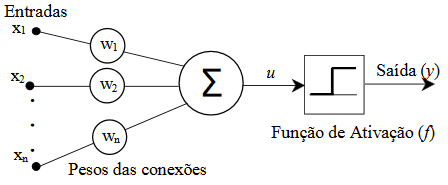 Entradas
x1
w1
x2
w2
Σ
u
Saída (y)
xn
wn
Função de Ativação (f)
Pesos das conexões